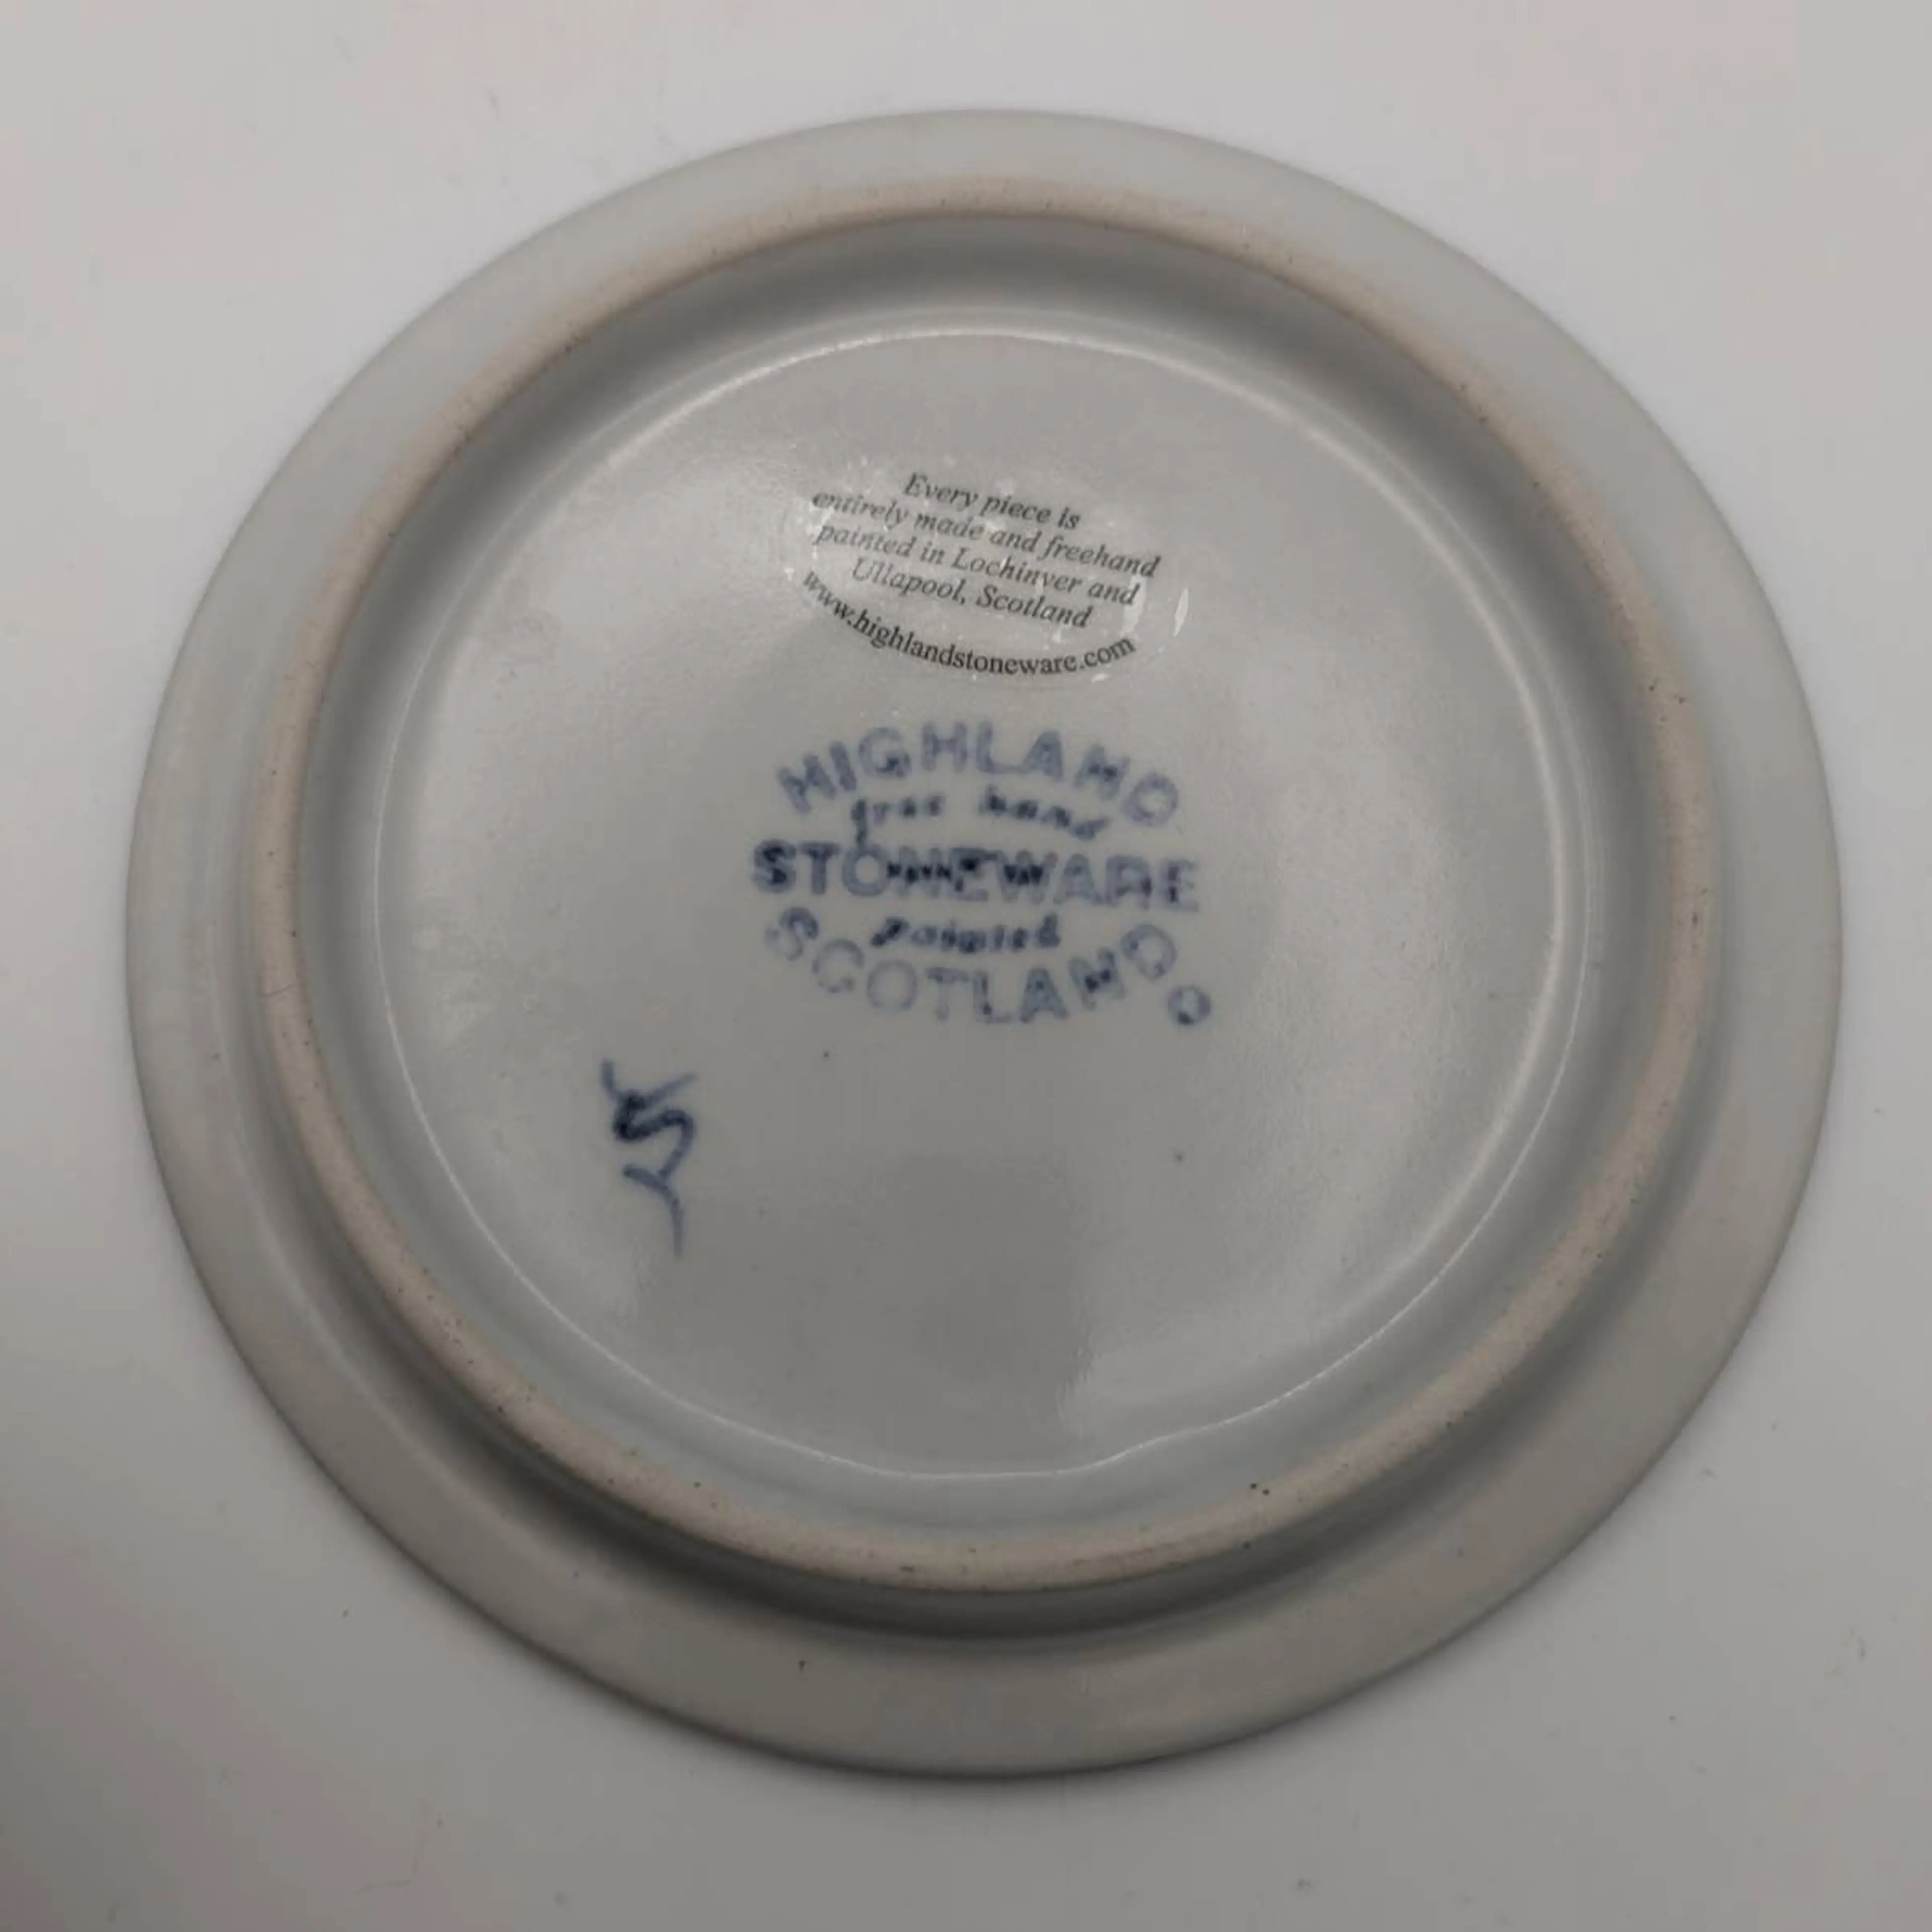 Every piece is
entirely made and freehand
painted in Lochinver and
Ullapool, Scotland
www.highlandstoneware.com
HIGHLAND
free hand
STONEWARE
painted
SCOTLAND